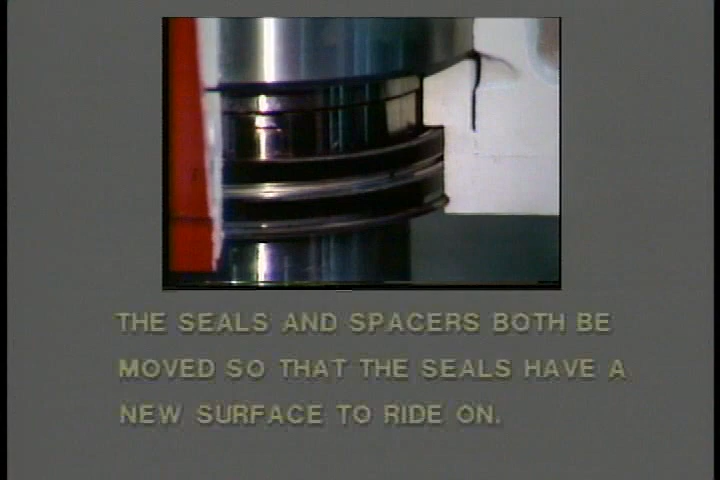 THE SEALS AND SPACERS BOTH BE
MOVED SO THAT THE SEALS HAVE A
NEW SURFACE TO RIDE ON.